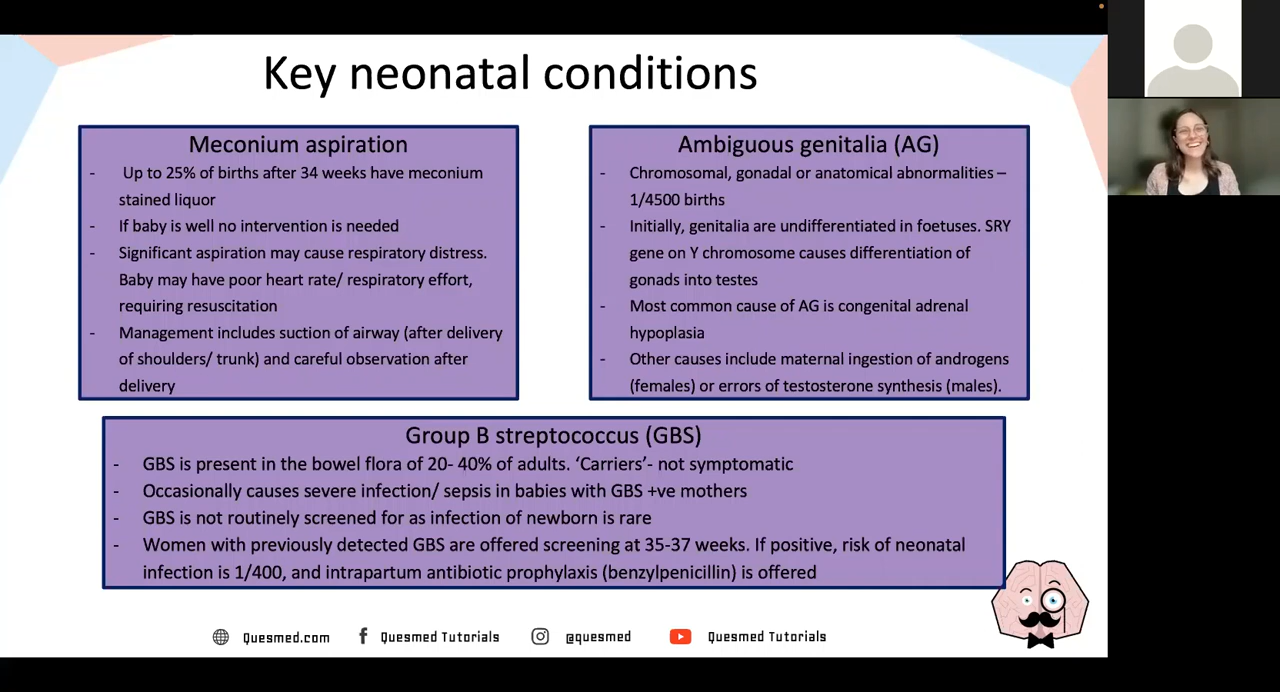 Key neonatal conditions
Meconium aspiration
- Up to 25% of births after 34 weeks have meconium
stained liquor
- If baby is well no intervention is needed
- Significant aspiration may cause respiratory distress.
Baby may have poor heart rate/ respiratory effort,
requiring resuscitation
- Management includes suction of airway (after delivery
of shoulders/ trunk) and careful observation after
delivery
Ambiguous genitalia (AG)
- Chromosomal, gonadal or anatomical abnormalities –
1/4500 births
- Initially, genitalia are undifferentiated in foetuses. SRY
gene on Y chromosome causes differentiation of
gonads into testes
- Most common cause of AG is congenital adrenal
hypoplasia
- Other causes include maternal ingestion of androgens
(females) or errors of testosterone synthesis (males).
Group B streptococcus (GBS)
- GBS is present in the bowel flora of 20- 40% of adults. ‘Carriers’- not symptomatic
- Occasionally causes severe infection/ sepsis in babies with GBS +ve mothers
- GBS is not routinely screened for as infection of newborn is rare
- Women with previously detected GBS are offered screening at 35-37 weeks. If positive, risk of neonatal
infection is 1/400, and intrapartum antibiotic prophylaxis (benzylpenicillin) is offered
Quesmed.com Quesmed Tutorials @quesmed Quesmed Tutorials